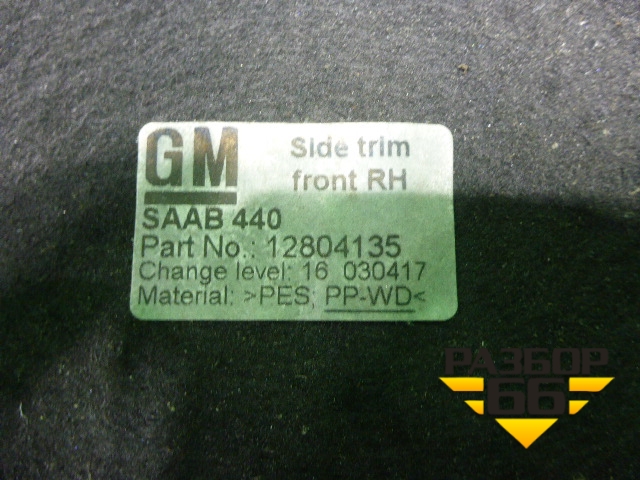 GM
Side trim
front RH
SAAB 440
Part No.: 12804135
Change level: 16 030417
Material: >PES; PP-WD<
РАЗБОР
66